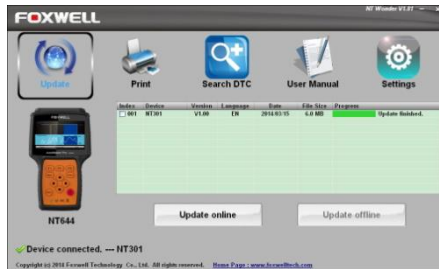 FOXWELL
NT Wonder V1.01
Update
Print
Search DTC
User Manual
Settings
Index Device Version Language Date File Size Progress
001 NT301 V1.00 EN 2014/03/15 6.0 MB Update finished.
FOXWELL
NT644
Update online
Update offline
Device connected. --- NT301
Copyright (c) 2014 Foxwell Technology Co., Ltd. All rights reserved. Home Page : www.foxwelltech.com